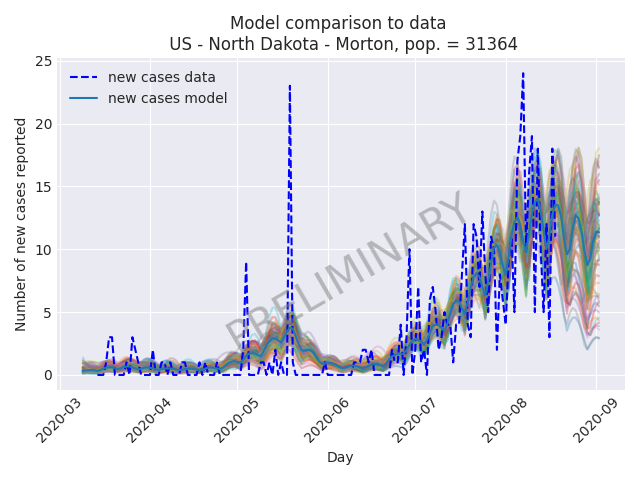 Model comparison to data
US - North Dakota - Morton, pop. = 31364
25
20
15
10
5
0
Number of new cases reported
new cases data
new cases model
PRELIMINARY
2020-03
2020-04
2020-05
2020-06
2020-07
2020-08
2020-09
Day